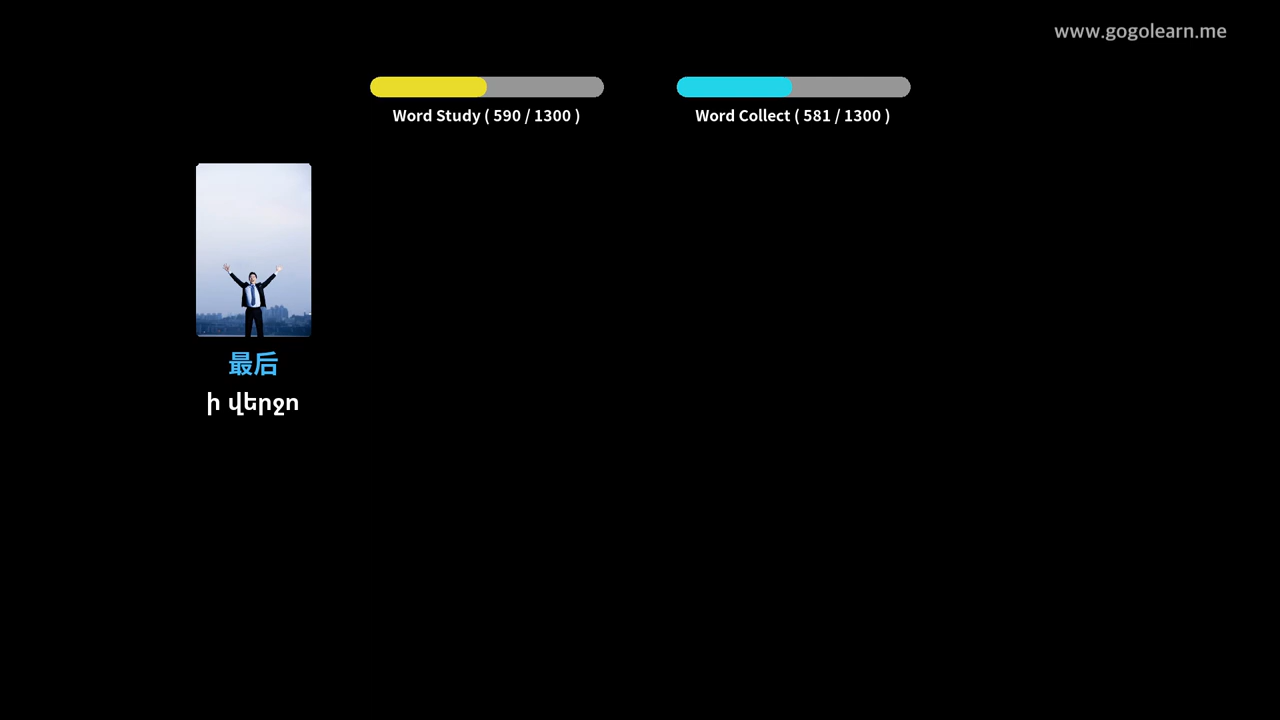 www.gogolearn.me
Word Study ( 590 / 1300 )
Word Collect ( 581 / 1300 )
最后
ի վերջո